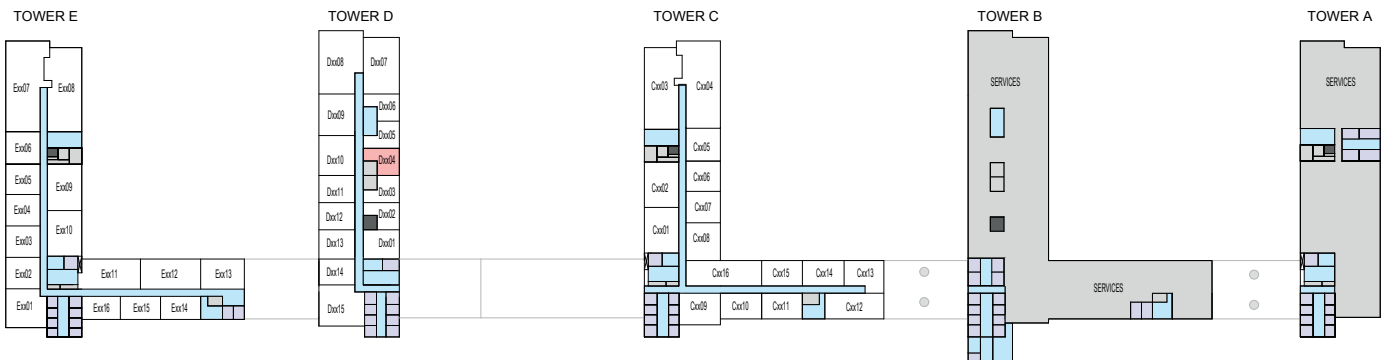 TOWER E
TOWER D
TOWER C
TOWER B
TOWER A
Exx07
Exx08
Exx06
Exx05
Exx09
Exx04
Exx03
Exx10
Exx02
Exx01
Exx11
Exx12
Exx13
Exx16
Exx15
Exx14
Dxx08
Dxx07
Dxx09
Dxx06
Dxx05
Dxx10
Dxx04
Dxx11
Dxx03
Dxx12
Dxx02
Dxx13
Dxx01
Dxx14
Dxx15
Cxx03
Cxx04
Cxx05
Cxx02
Cxx06
Cxx07
Cxx01
Cxx08
Cxx16
Cxx15
Cxx14
Cxx13
Cxx09
Cxx10
Cxx11
Cxx12
SERVICES
SERVICES
SERVICES